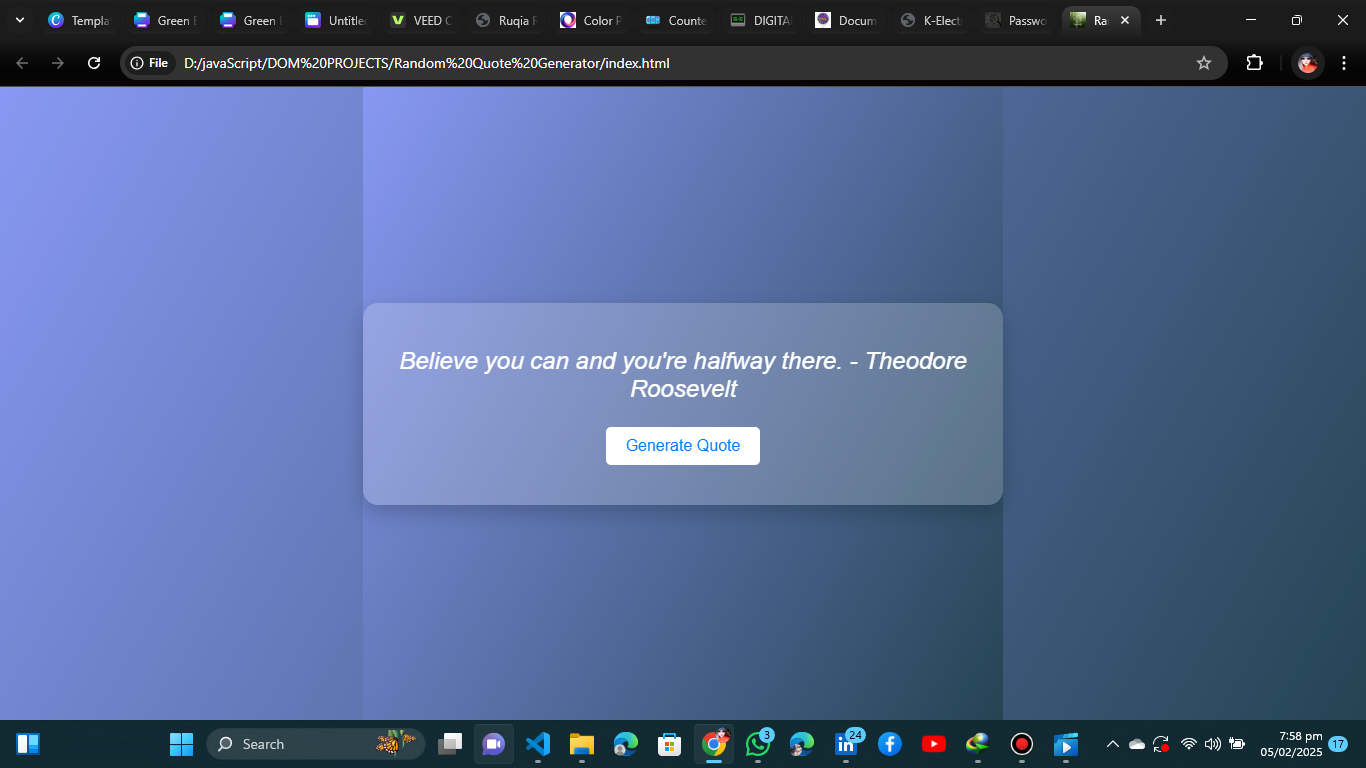 Templa
Green E
Green E
Untitle
VEED C
Ruqia F
Color P
Counte
DIGITA
Docum
K-Elect
Passwo
Ra
File
D:/javaScript/DOM%20PROJECTS/Random%20Quote%20Generator/index.html
Believe you can and you're halfway there. - Theodore
Roosevelt
Generate Quote
Search
3
24
7:58 pm
05/02/2025
17